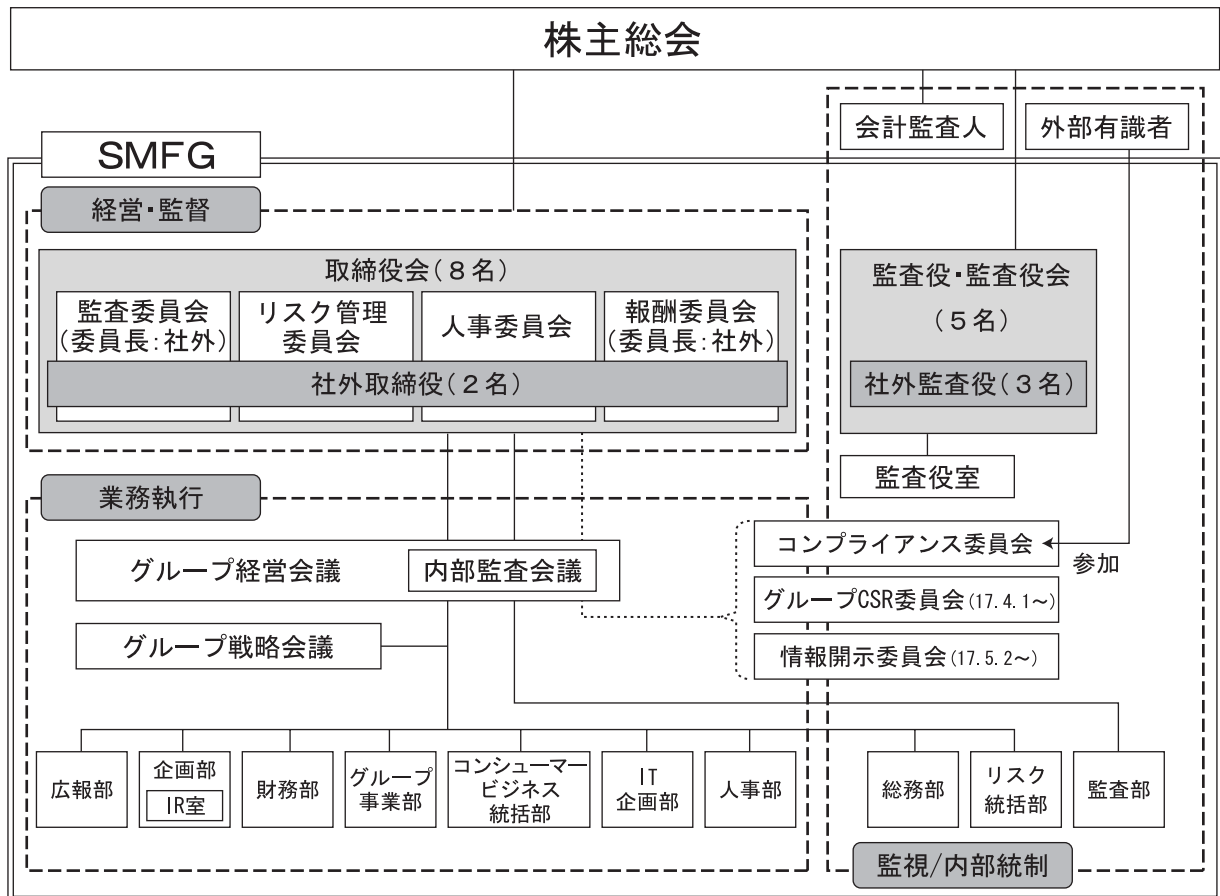 株主総会
会計監査人
外部有識者
SMFG
経営・監督
取締役会(8名)
監査委員会
(委員長:社外)
リスク管理
委員会
人事委員会
報酬委員会
(委員長:社外)
社外取締役(2名)
監査役・監査役会
(5名)
社外監査役(3名)
監査役室
業務執行
グループ経営会議
内部監査会議
コンプライアンス委員会
参加
グループCSR委員会(17.4.1~)
グループ戦略会議
情報開示委員会(17.5.2~)
広報部
企画部
IR室
財務部
グループ
事業部
コンシューマー
ビジネス
統括部
IT
企画部
人事部
総務部
リスク
統括部
監査部
監視/内部統制